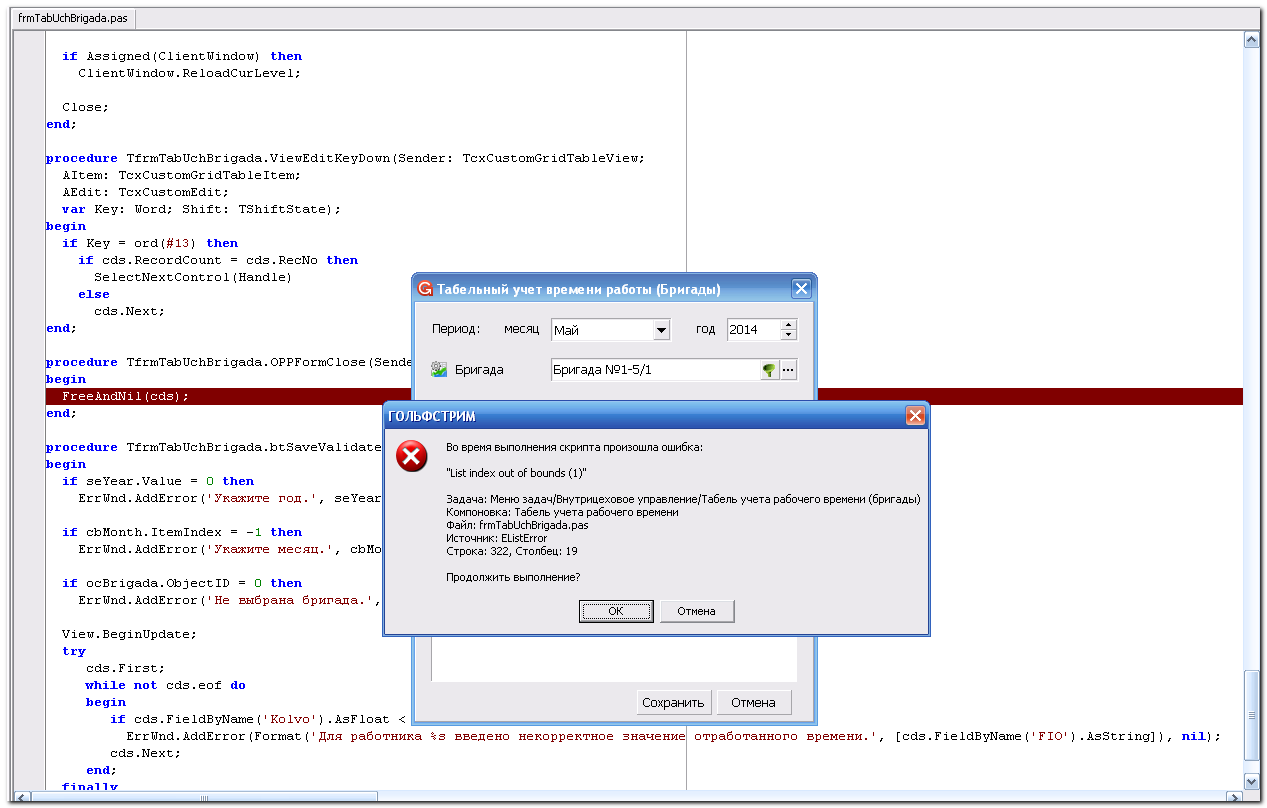 frmTabUchBrigada.pas
if Assigned(ClientWindow) then
ClientWindow.ReloadCurLevel;
Close;
end;
procedure TfrmTabUchBrigada.ViewEditKeyDown(Sender: TcxCustomGridTableView;
AItem: TcxCustomGridTableItem;
AEdit: TcxCustomEdit;
var Key: Word; Shift: TShiftState);
begin
if Key = ord(#13) then
if cds.RecordCount = cds.RecNo then
SelectNextControl(Handle)
else
cds.Next;
end;
procedure TfrmTabUchBrigada.OPPFormClose(Sende
begin
FreeAndNil(cds);
end;
procedure TfrmTabUchBrigada.btSaveValidate
begin
if seYear.Value = 0 then
ErrWnd.AddError('Укажите год.', seYear
if cbMonth.ItemIndex = -1 then
ErrWnd.AddError('Укажите месяц.', cbMo
if ocBrigada.ObjectID = 0 then
ErrWnd.AddError('Не выбрана бригада.',
View.BeginUpdate;
try
cds.First;
while not cds.eof do
begin
if cds.FieldByName('Kolvo').AsFloat <
ErrWnd.AddError(Format('Для работника %s введено некорректное значение отработанного времени.', [cds.FieldByName('FIO').AsString]), nil);
cds.Next;
end;
finally
Табельный учет времени работы (Бригады)
Период: месяц Май год 2014
Бригада Бригада №1-5/1
ГОЛЬФСТРИМ
Во время выполнения скрипта произошла ошибка:
"List index out of bounds (1)"
Задача: Меню задач/Внутрицеховое управление/Табель учета рабочего времени (бригады)
Компоновка: Табель учета рабочего времени
Файл: frmTabUchBrigada.pas
Источник: EListError
Строка: 322, Столбец: 19
Продолжить выполнение?
ОК Отмена
Сохранить Отмена